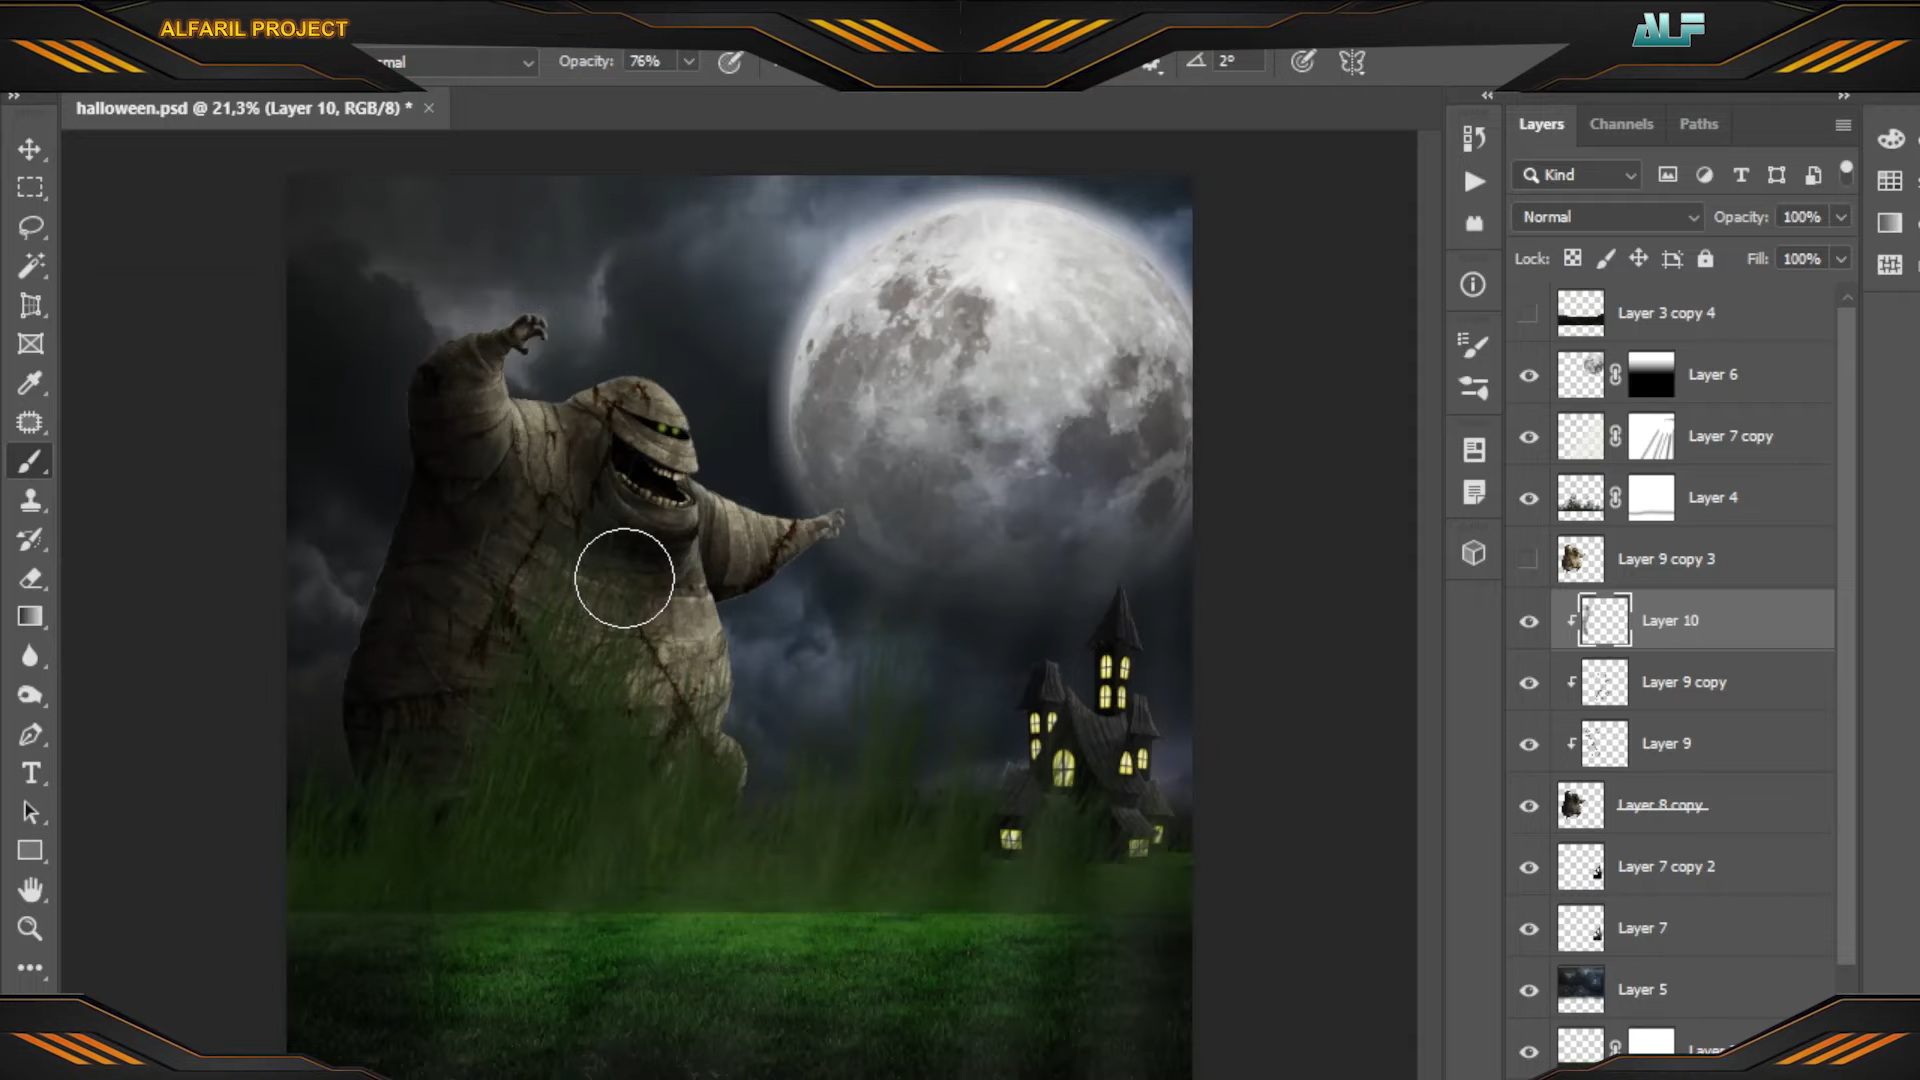 ALFARIL PROJECT
ALF
Opacity: 76%
2°
halloween.psd @ 21,3% (Layer 10, RGB/8) *
Layers Channels Paths
Kind
Normal Opacity: 100%
Lock: Fill: 100%
Layer 3 copy 4
Layer 6
Layer 7 copy
Layer 4
Layer 9 copy 3
Layer 10
Layer 9 copy
Layer 9
Layer 8 copy
Layer 7 copy 2
Layer 7
Layer 5